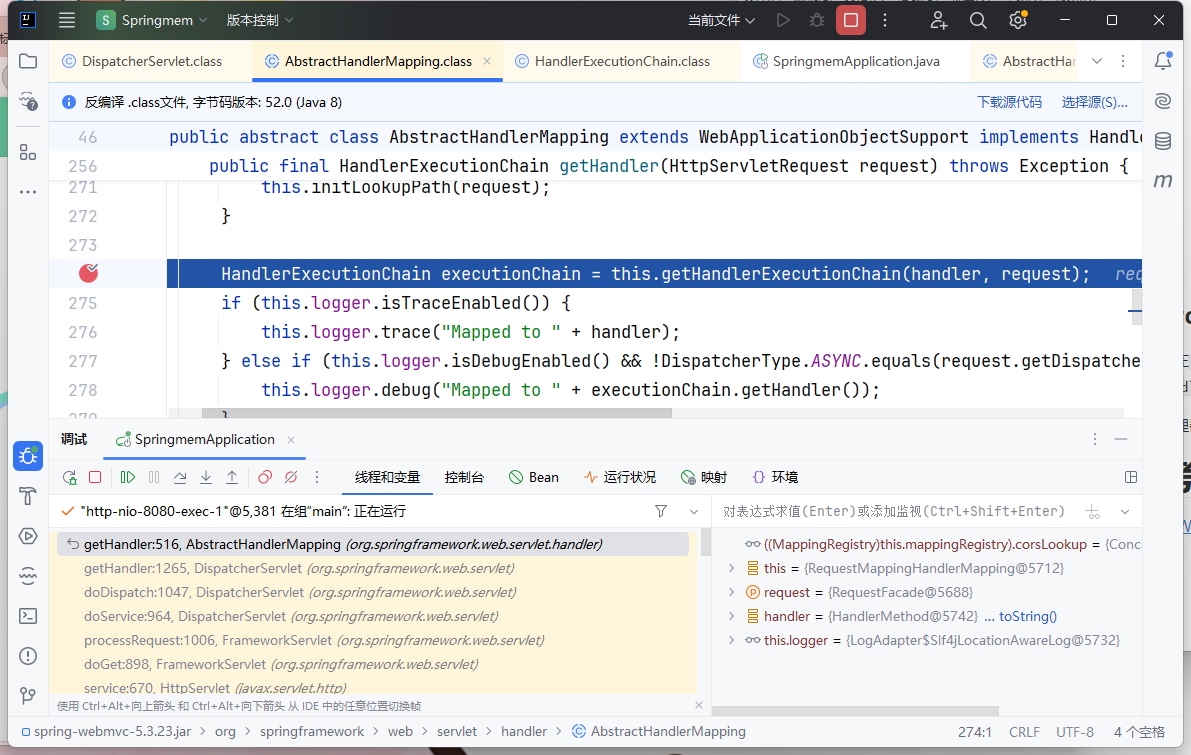 S Springmem 版本控制 当前文件
DispatcherServlet.class AbstractHandlerMapping.class HandlerExecutionChain.class SpringmemApplication.java AbstractHar
反编译 .class文件, 字节码版本: 52.0 (Java 8) 下载源代码 选择源(S)...
46 public abstract class AbstractHandlerMapping extends WebApplicationObjectSupport implements Handl
256 public final HandlerExecutionChain getHandler(HttpServletRequest request) throws Exception {
271 this.initLookupPath(request);
272 }
273
HandlerExecutionChain executionChain = this.getHandlerExecutionChain(handler, request); req
275 if (this.logger.isTraceEnabled()) {
276 this.logger.trace("Mapped to " + handler);
277 } else if (this.logger.isDebugEnabled() && !DispatcherType.ASYNC.equals(request.getDispatche
278 this.logger.debug("Mapped to " + executionChain.getHandler());
279 }
调试 SpringmemApplication
线程和变量 控制台 Bean 运行状况 映射 环境
"http-nio-8080-exec-1"@5,381 在组"main": 正在运行
对表达式求值(Enter)或添加监视(Ctrl+Shift+Enter)
getHandler:516, AbstractHandlerMapping (org.springframework.web.servlet.handler)
getHandler:1265, DispatcherServlet (org.springframework.web.servlet)
doDispatch:1047, DispatcherServlet (org.springframework.web.servlet)
doService:964, DispatcherServlet (org.springframework.web.servlet)
processRequest:1006, FrameworkServlet (org.springframework.web.servlet)
doGet:898, FrameworkServlet (org.springframework.web.servlet)
service:670, HttpServlet (javax.servlet.http)
使用 Ctrl+Alt+向上箭头 和 Ctrl+Alt+向下箭头 从 IDE 中的任意位置切换帧
((MappingRegistry)this.mappingRegistry).corsLookup = {Conc
this = {RequestMappingHandlerMapping@5712}
request = {RequestFacade@5688}
handler = {HandlerMethod@5742} ... toString()
this.logger = {LogAdapter$Slf4jLocationAwareLog@5732}
spring-webmvc-5.3.23.jar org springframework web servlet handler AbstractHandlerMapping 274:1 CRLF UTF-8 4 个空格